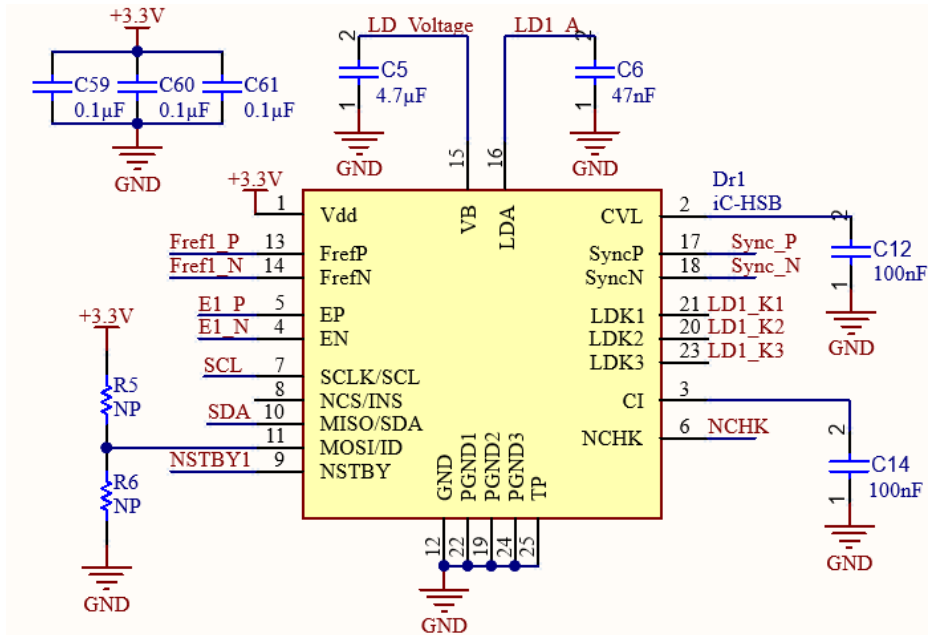 +3.3V
C59
0.1µF
C60
0.1µF
C61
0.1µF
GND
LD_Voltage
2
C5
4.7µF
1
GND
LD1_A
2
C6
47nF
1
GND
15
16
+3.3V
Dr1
iC-HSB
1 Vdd
VB
LDA
CVL 2
2
C12
100nF
1
GND
Fref1_P 13 FrefP
Fref1_N 14 FrefN
SyncP 17 Sync_P
SyncN 18 Sync_N
E1_P 5 EP
E1_N 4 EN
LDK1 21 LD1_K1
LDK2 20 LD1_K2
LDK3 23 LD1_K3
+3.3V
SCL 7 SCLK/SCL
8 NCS/INS
SDA 10 MISO/SDA
11 MOSI/ID
NSTBY1 9 NSTBY
CI 3
NCHK 6 NCHK
R5
NP
R6
NP
GND
2
C14
100nF
1
GND
GND
PGND1
PGND2
PGND3
TP
12
22
19
24
25
GND